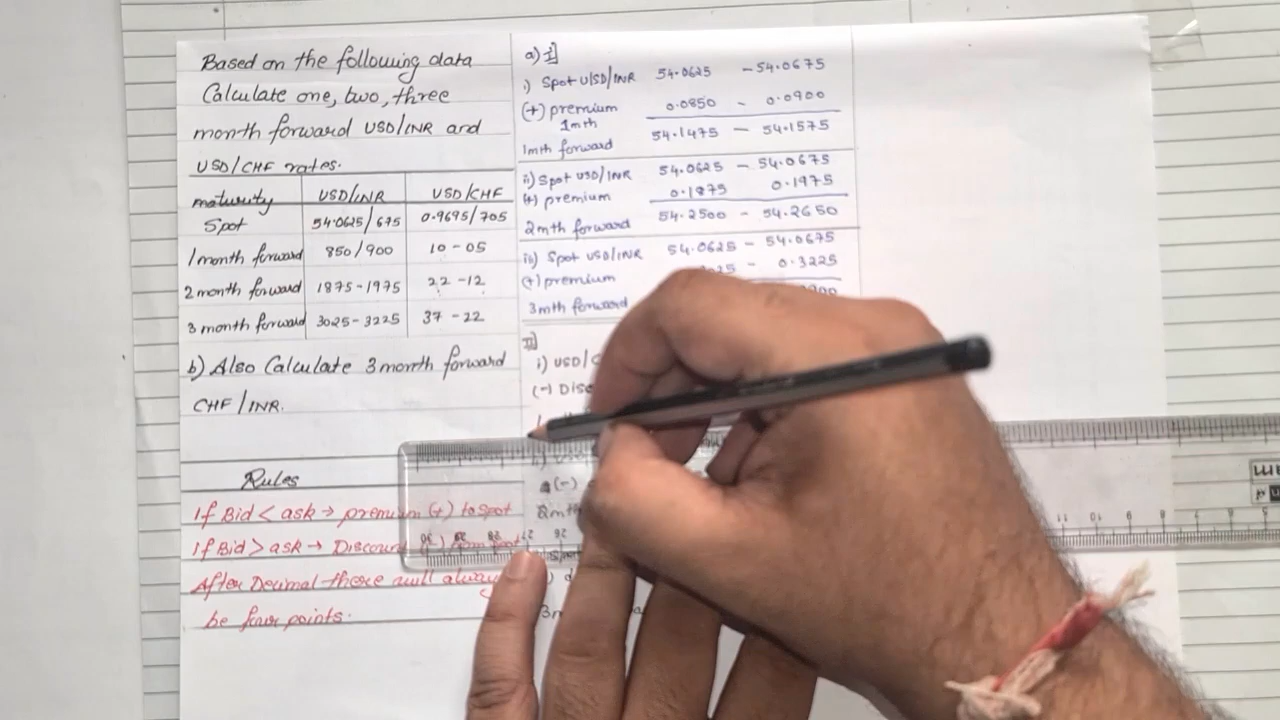 Based on the following data
Calculate one, two, three
month forward USD/INR and
USD/CHF rates.
maturity USD/INR USD/CHF
Spot 54.0625/675 0.9695/705
1 month forward 850/900 10-05
2 month forward 1875-1975 22-12
3 month forward 3025-3225 37-22
b) Also Calculate 3 month forward
CHF/INR.
Rules
If Bid < ask → premium (+) to Spot
If Bid > ask → Discount from
After Decimal there will always
be four points.
a) I]
i) Spot USD/INR 54.0625 - 54.0675
(+) premium 0.0850 - 0.0900
1mth
1mth forward 54.1475 - 54.1575
ii) Spot USD/INR 54.0625 - 54.0675
(+) premium 0.1875 0.1975
2mth forward 54.2500 - 54.2650
iii) Spot USD/INR 54.0625 - 54.0675
(+) premium - 0.3225
3mth forward
II]
i) USD/
(-) Disc
(-)
2mt